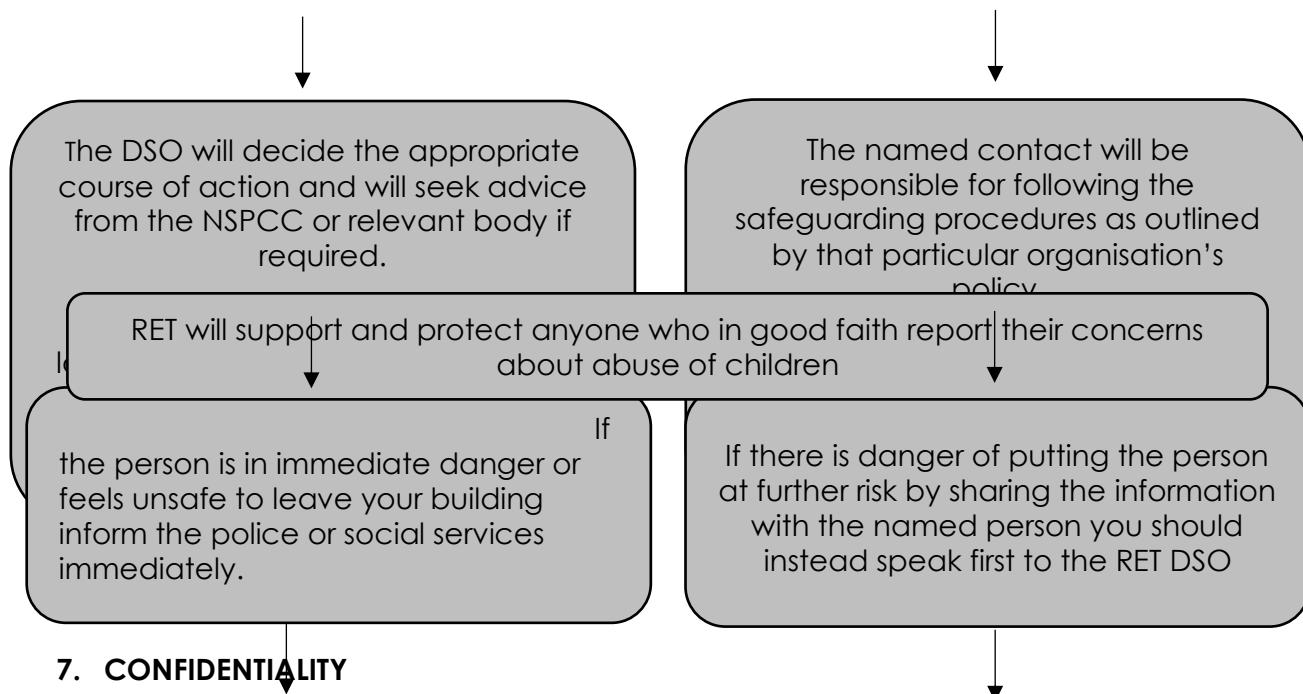 The DSO will decide the appropriate
course of action and will seek advice
from the NSPCC or relevant body if
required.
The named contact will be
responsible for following the
safeguarding procedures as outlined
by that particular organisation’s
policy
RET will support and protect anyone who in good faith report their concerns
about abuse of children
If
the person is in immediate danger or
feels unsafe to leave your building
inform the police or social services
immediately.
If there is danger of putting the person
at further risk by sharing the information
with the named person you should
instead speak first to the RET DSO
7. CONFIDENTIALITY